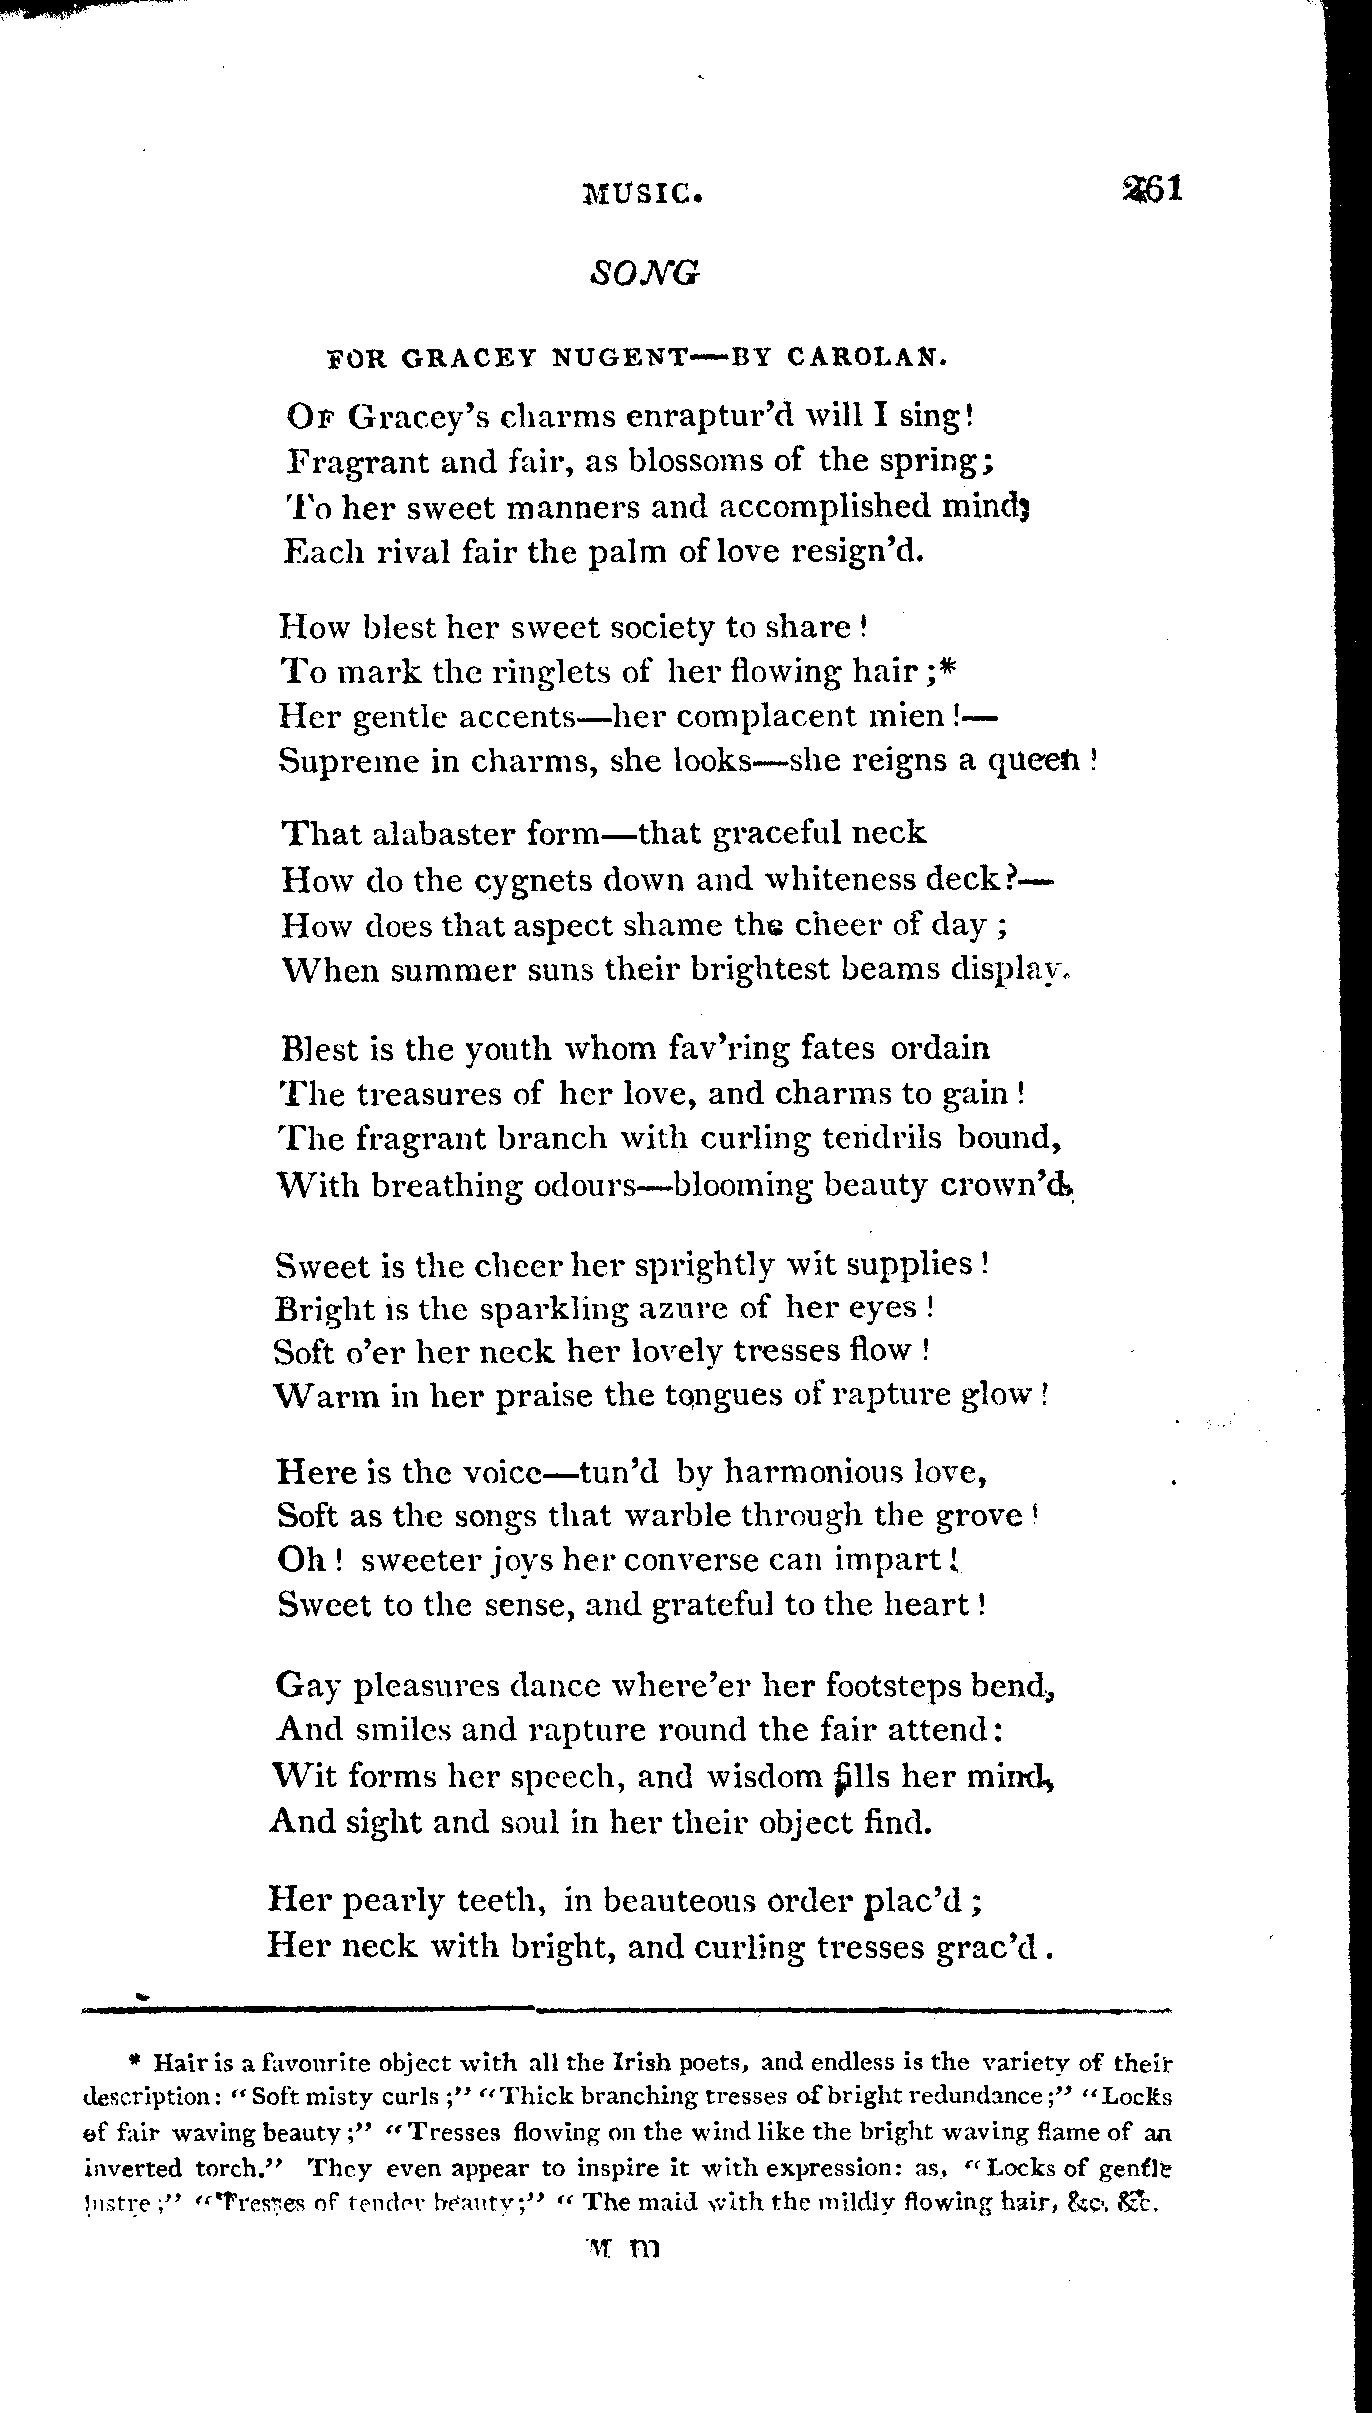 MUSIC. 261
SONG
FOR GRACEY NUGENT—BY CAROLAN.
OF Gracey's charms enraptur'd will I sing!
Fragrant and fair, as blossoms of the spring;
To her sweet manners and accomplished mind,
Each rival fair the palm of love resign'd.
How blest her sweet society to share!
To mark the ringlets of her flowing hair;*
Her gentle accents—her complacent mien!—
Supreme in charms, she looks—she reigns a queen!
That alabaster form—that graceful neck
How do the cygnets down and whiteness deck?—
How does that aspect shame the cheer of day;
When summer suns their brightest beams display.
Blest is the youth whom fav'ring fates ordain
The treasures of her love, and charms to gain!
The fragrant branch with curling tendrils bound,
With breathing odours—blooming beauty crown'd,
Sweet is the cheer her sprightly wit supplies!
Bright is the sparkling azure of her eyes!
Soft o'er her neck her lovely tresses flow!
Warm in her praise the tongues of rapture glow!
Here is the voice—tun'd by harmonious love,
Soft as the songs that warble through the grove!
Oh! sweeter joys her converse can impart!
Sweet to the sense, and grateful to the heart!
Gay pleasures dance where'er her footsteps bend,
And smiles and rapture round the fair attend:
Wit forms her speech, and wisdom fills her mind,
And sight and soul in her their object find.
Her pearly teeth, in beauteous order plac'd;
Her neck with bright, and curling tresses grac'd.
* Hair is a favourite object with all the Irish poets, and endless is the variety of their
description: "Soft misty curls;" "Thick branching tresses of bright redundance;" "Locks
of fair waving beauty;" "Tresses flowing on the wind like the bright waving flame of an
inverted torch." They even appear to inspire it with expression: as, "Locks of gentle
lustre;" "Tresses of tender beauty;" "The maid with the mildly flowing hair, &c. &c.
M m